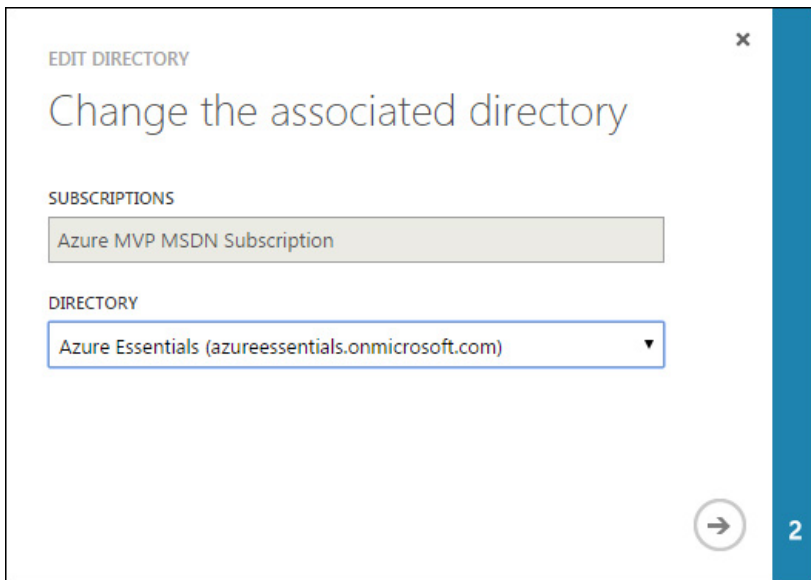 EDIT DIRECTORY
Change the associated directory
SUBSCRIPTIONS
Azure MVP MSDN Subscription
DIRECTORY
Azure Essentials (azureessentials.onmicrosoft.com)
2